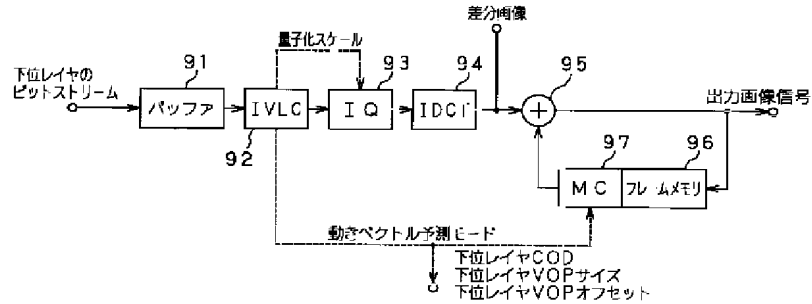 差分画像
量子化スケール
下位レイヤの
ビットストリーム
91
バッファ
IVLC
92
93
IQ
94
IDCT
95
出力画像信号
97
96
MC
フレームメモリ
動きベクトル予測モード
下位レイヤCOD
下位レイヤVOPサイズ
下位レイヤVOPオフセット